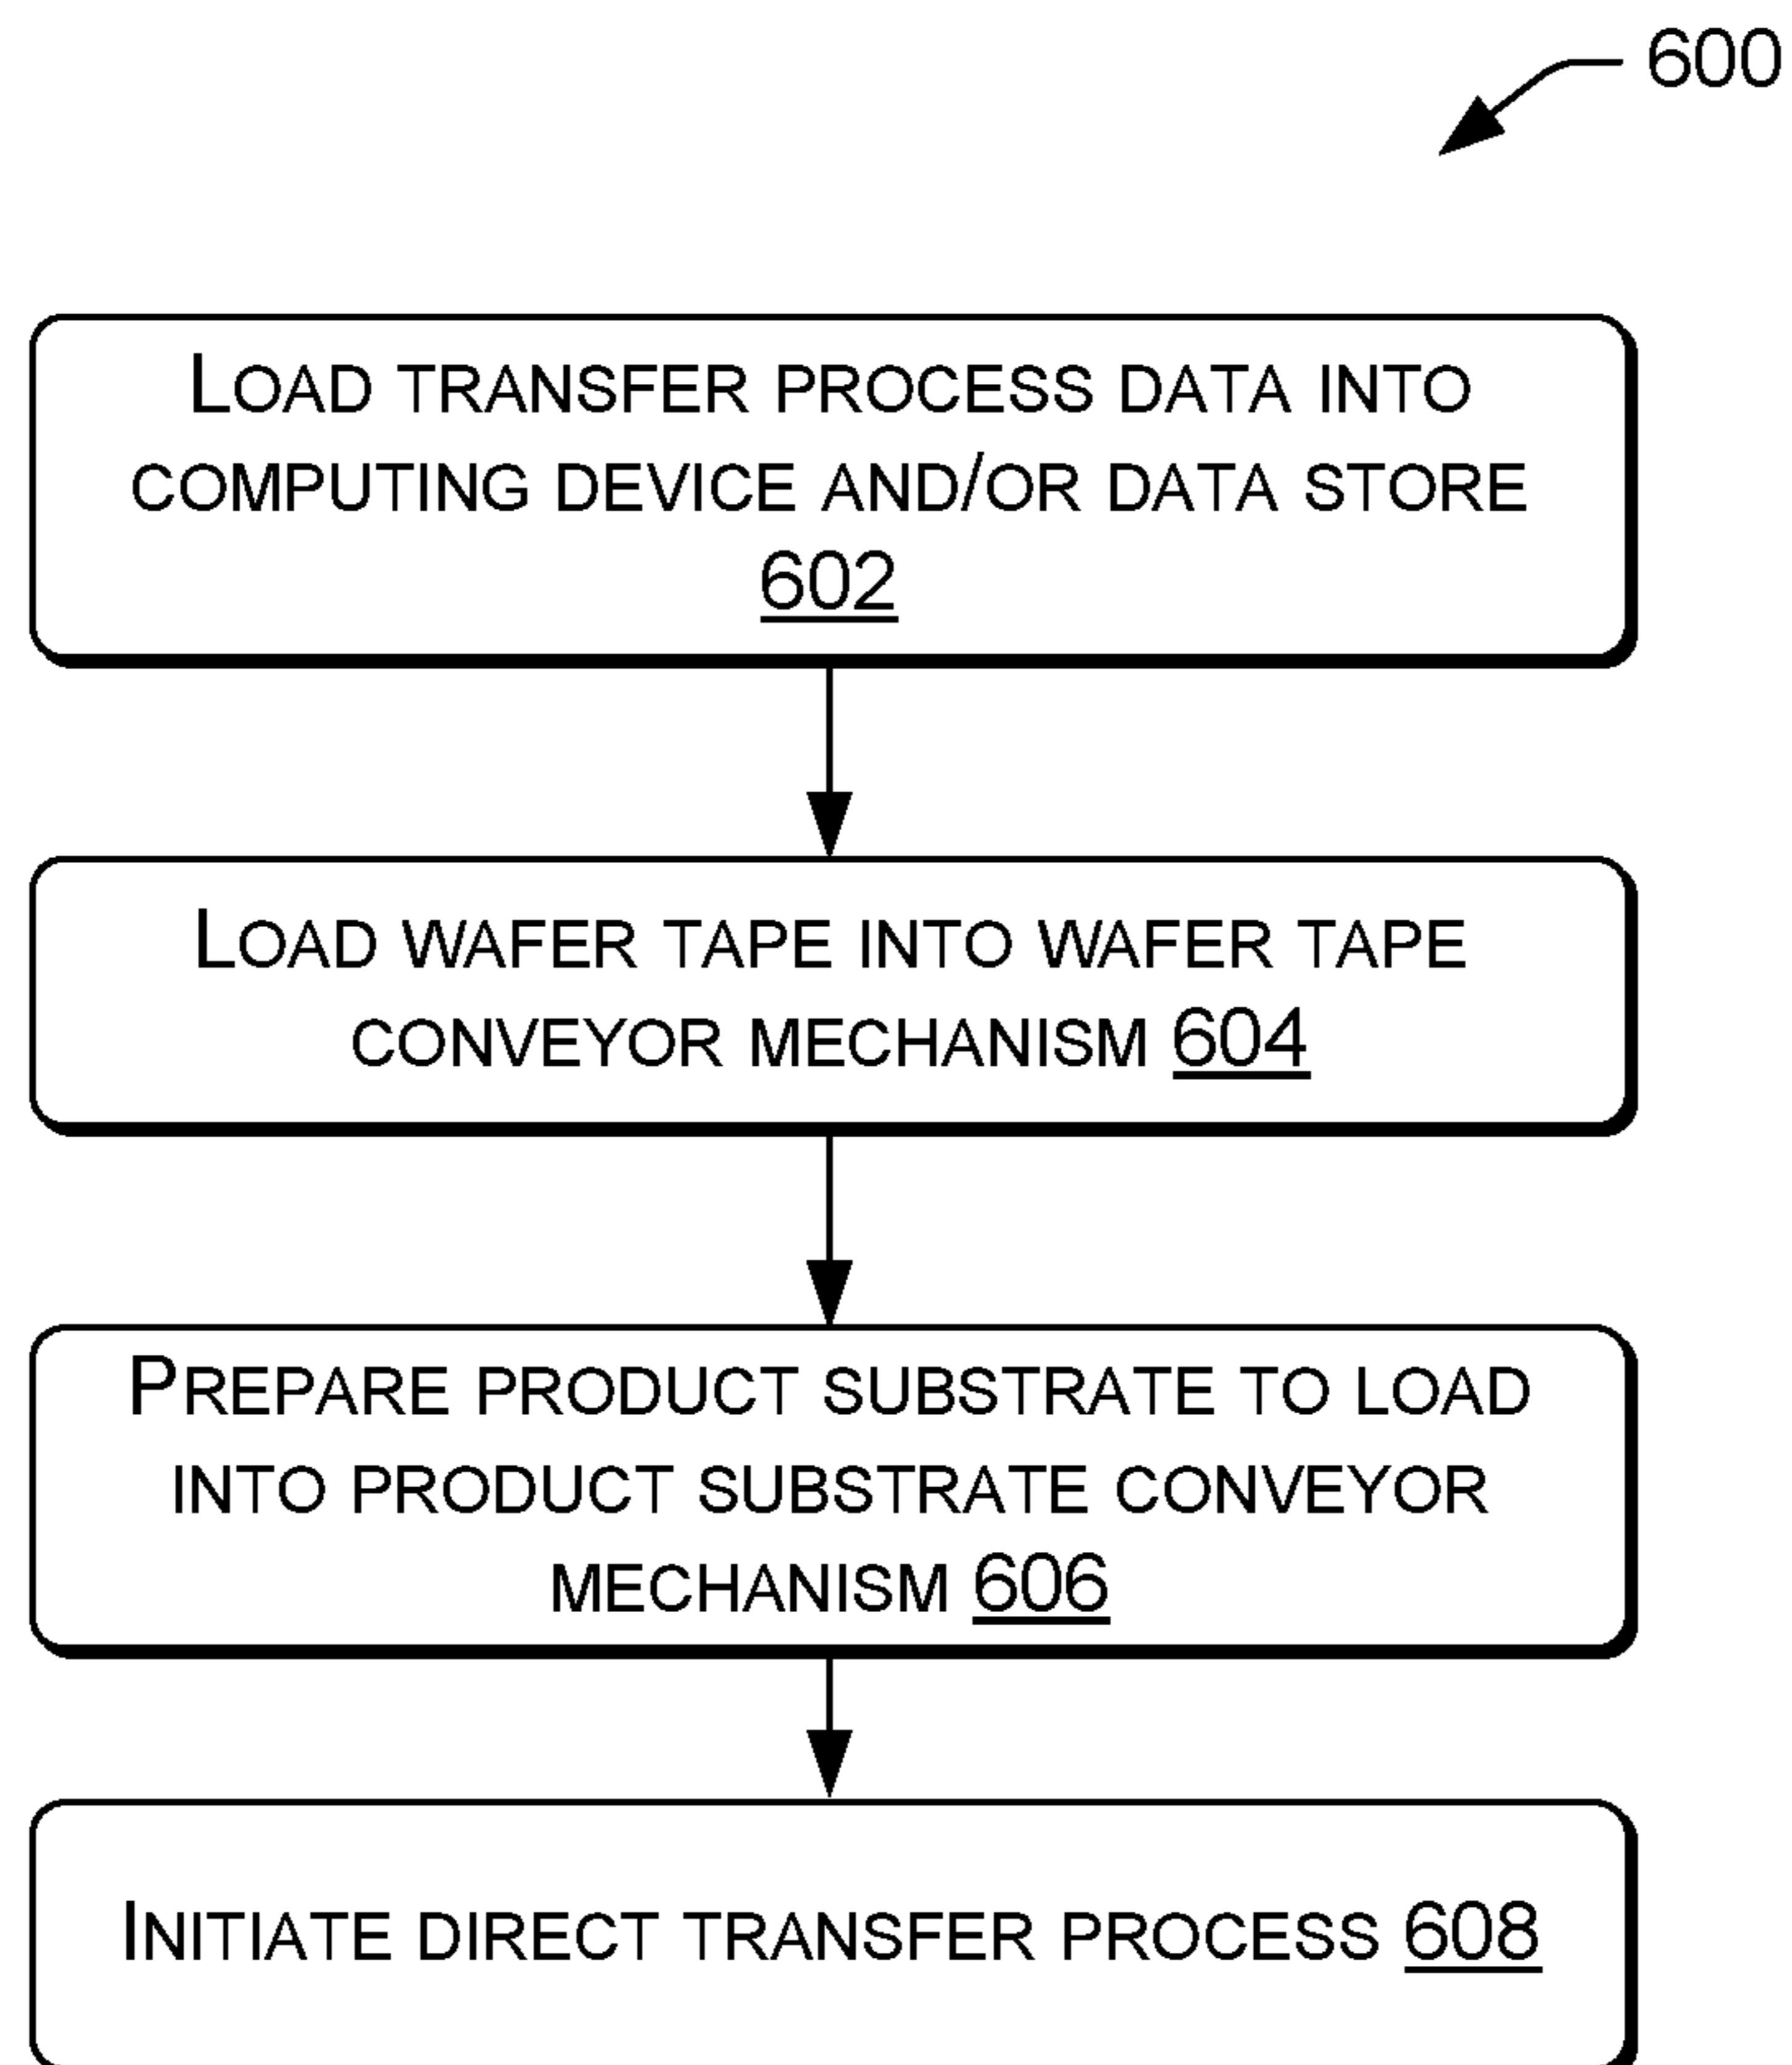 600
LOAD TRANSFER PROCESS DATA INTO
COMPUTING DEVICE AND/OR DATA STORE
602
LOAD WAFER TAPE INTO WAFER TAPE
CONVEYOR MECHANISM 604
PREPARE PRODUCT SUBSTRATE TO LOAD
INTO PRODUCT SUBSTRATE CONVEYOR
MECHANISM 606
INITIATE DIRECT TRANSFER PROCESS 608